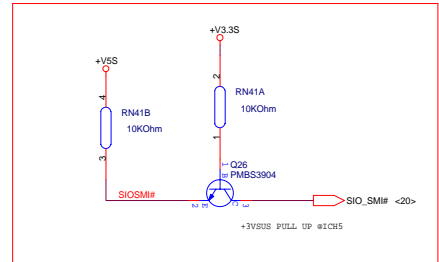 +V3.3S
+V5S
4
2
RN41B
10KOhm
RN41A
10KOhm
3
1
1
Q26
B
PMBS3904
SIOSMI#
2
E
C
3
SIO_SMI# <20>
+3VSUS PULL UP @ICH5